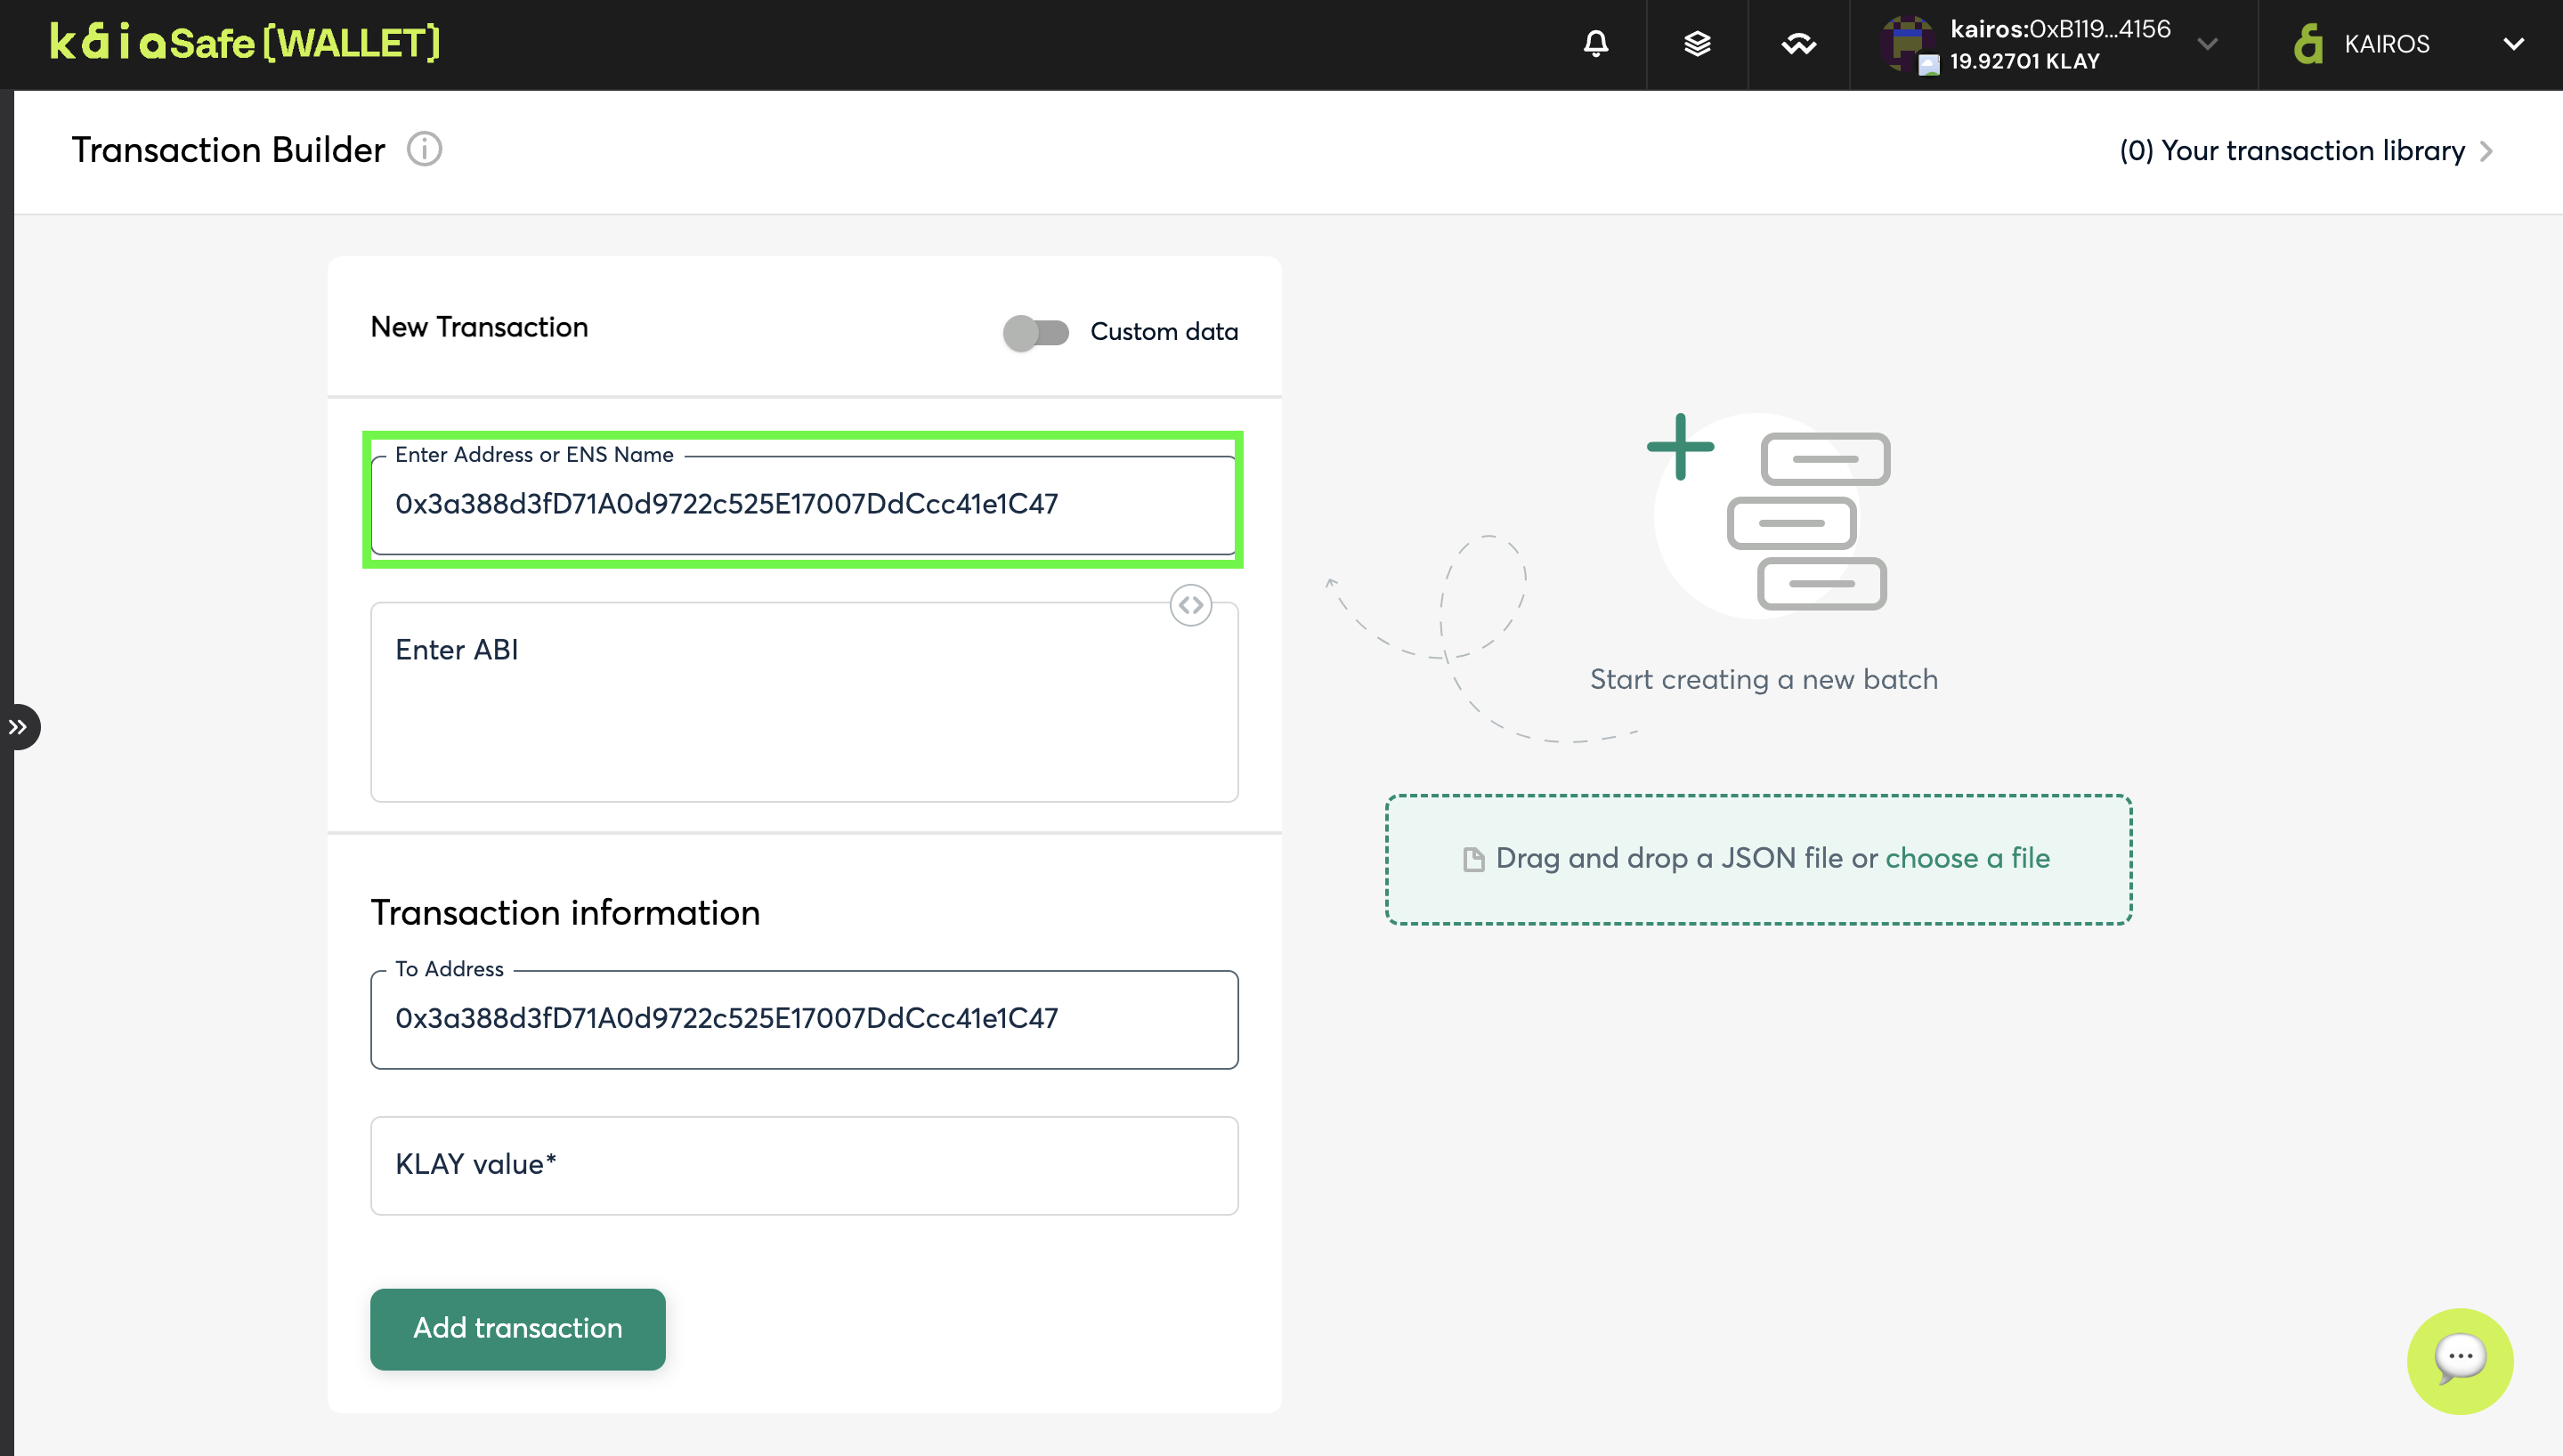 kaia Safe [WALLET]
kairos:0xB119...4156
19.92701 KLAY
KAIROS
Transaction Builder
(0) Your transaction library
New Transaction
Custom data
Enter Address or ENS Name
0x3a388d3fD71A0d9722c525E17007DdCcc41e1C47
Enter ABI
Start creating a new batch
Drag and drop a JSON file or choose a file
Transaction information
To Address
0x3a388d3fD71A0d9722c525E17007DdCcc41e1C47
KLAY value*
Add transaction